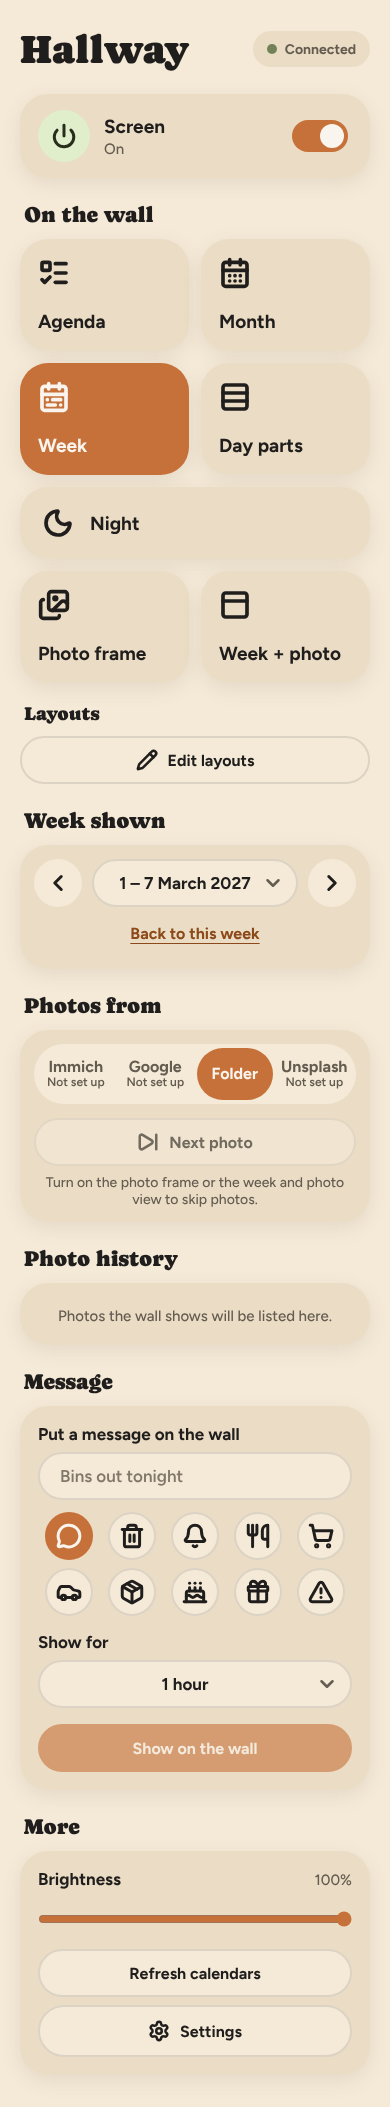 Hallway
Connected
Screen
On
On the wall
Agenda
Month
Week
Day parts
Night
Photo frame
Week + photo
Layouts
Edit layouts
Week shown
1 – 7 March 2027
Back to this week
Photos from
Immich
Not set up
Google
Not set up
Folder
Unsplash
Not set up
Next photo
Turn on the photo frame or the week and photo
view to skip photos.
Photo history
Photos the wall shows will be listed here.
Message
Put a message on the wall
Bins out tonight
Show for
1 hour
Show on the wall
More
Brightness
100%
Refresh calendars
Settings